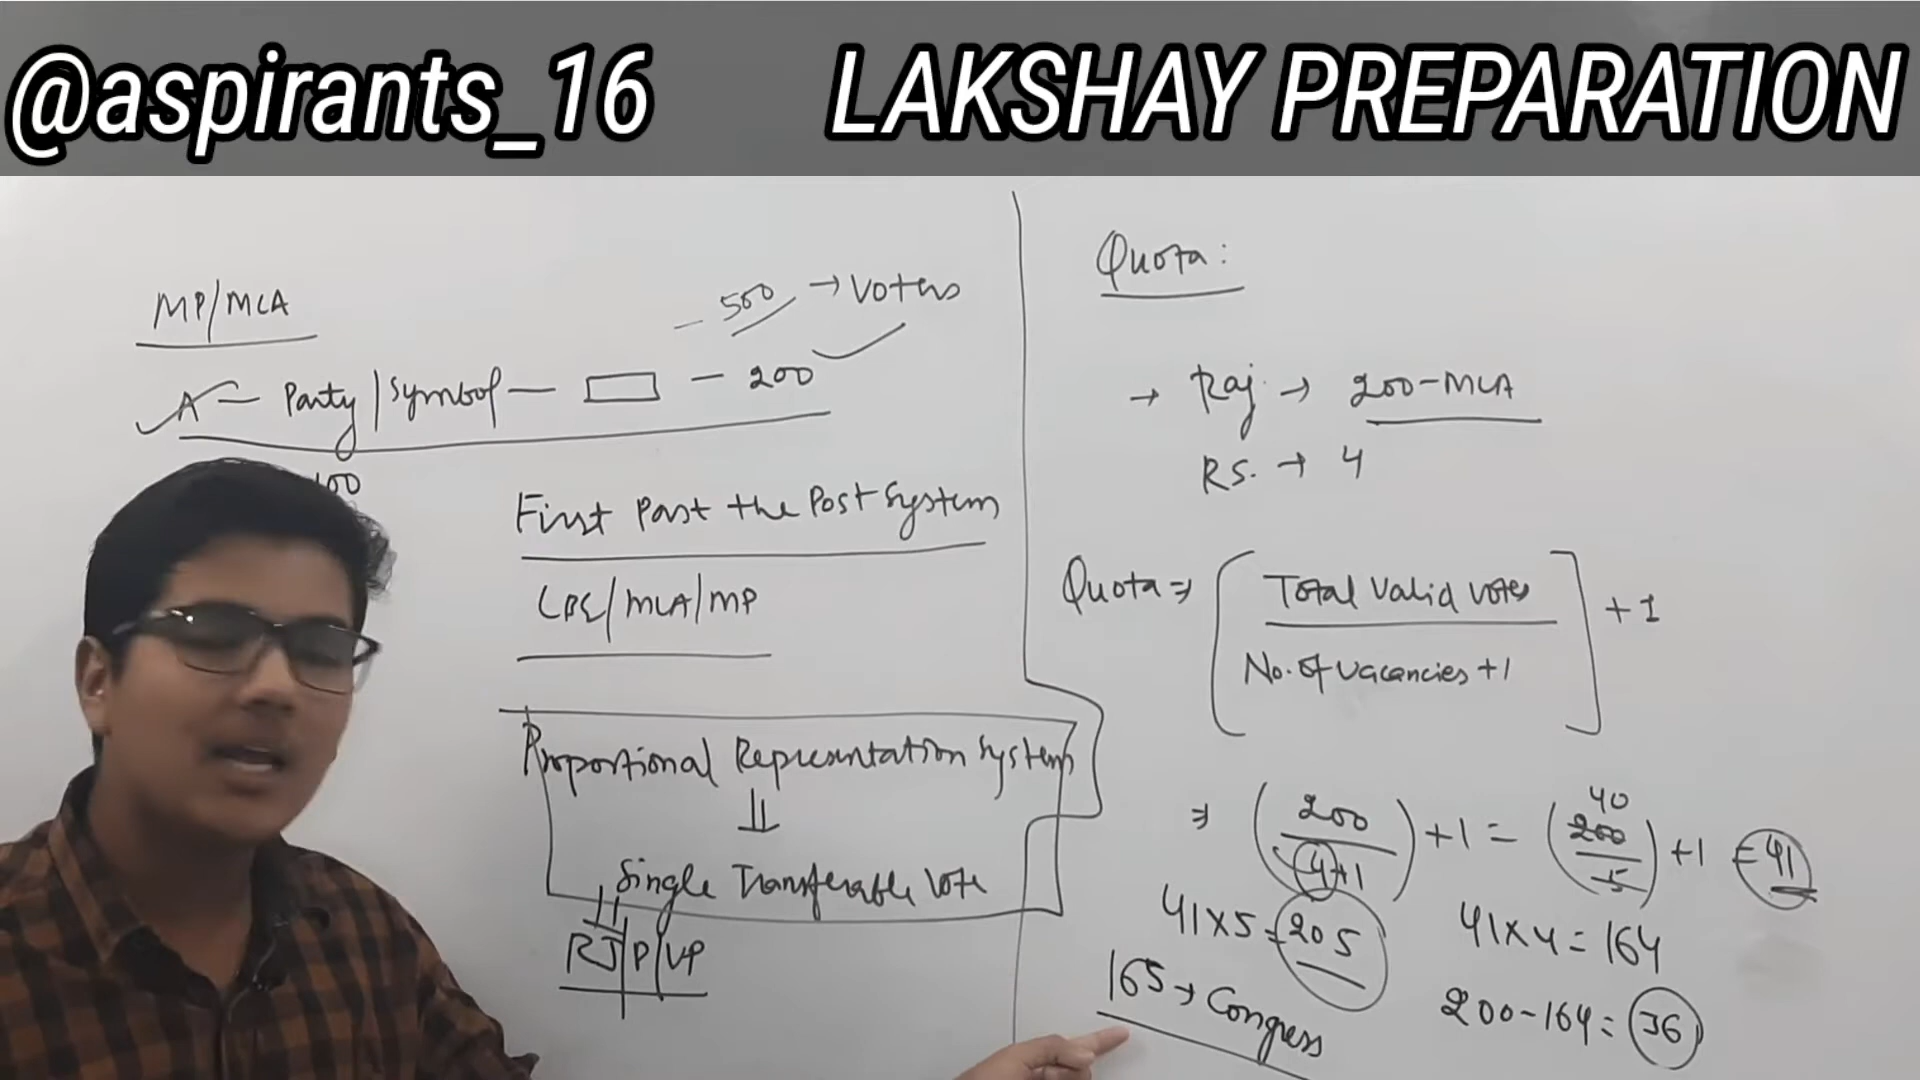 @aspirants_16 LAKSHAY PREPARATION
MP/MLA
500 → Voters
A - Party/Symbol - - 200
100
First Past the Post System
/MLA/MP
Proportional Representation System
Single Transferable Vote
P/VP
Quota:
→ Raj. → 200-MLA
RS. → 4
Quota ⇒ [Total Valid Votes / No. of vacancies +1] +1
⇒ (200 / 4+1) +1 = (200 / 5) +1 = 41
40
41×5 = 205
41×4 = 164
165 → Congress
200-164 = 36